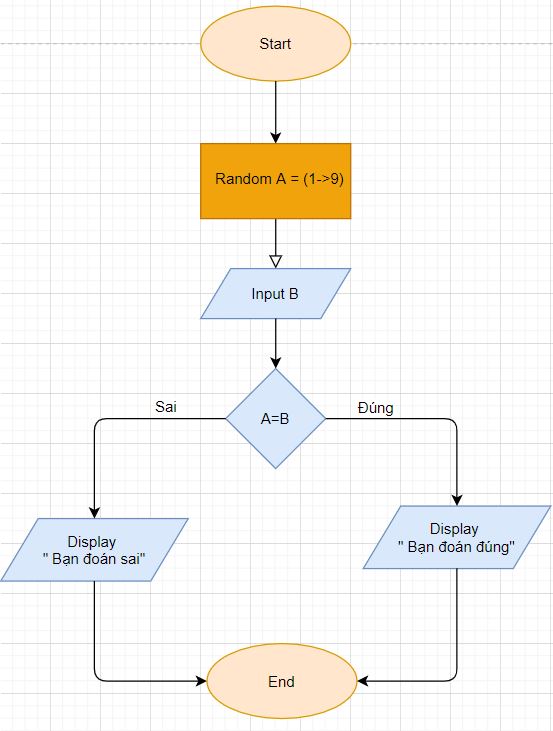 Start
Random A = (1->9)
Input B
A=B
Sai
Đúng
Display
" Bạn đoán sai"
Display
" Bạn đoán đúng"
End